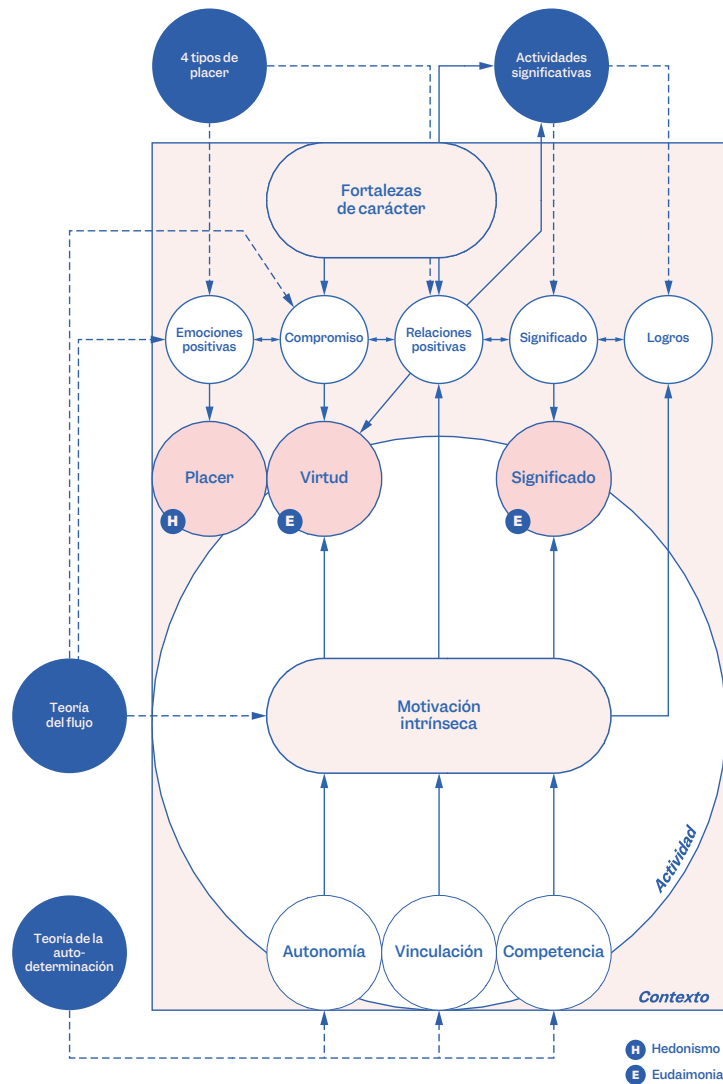 4 tipos de
placer
Actividades
significativas
Fortalezas
de carácter
Emociones
positivas
Compromiso
Relaciones
positivas
Significado
Logros
Placer
Virtud
Significado
H
E
E
Teoría
del flujo
Motivación
intrínseca
Actividad
Teoría de la
auto-
determinación
Autonomía
Vinculación
Competencia
Contexto
H Hedonismo
E Eudaimonia